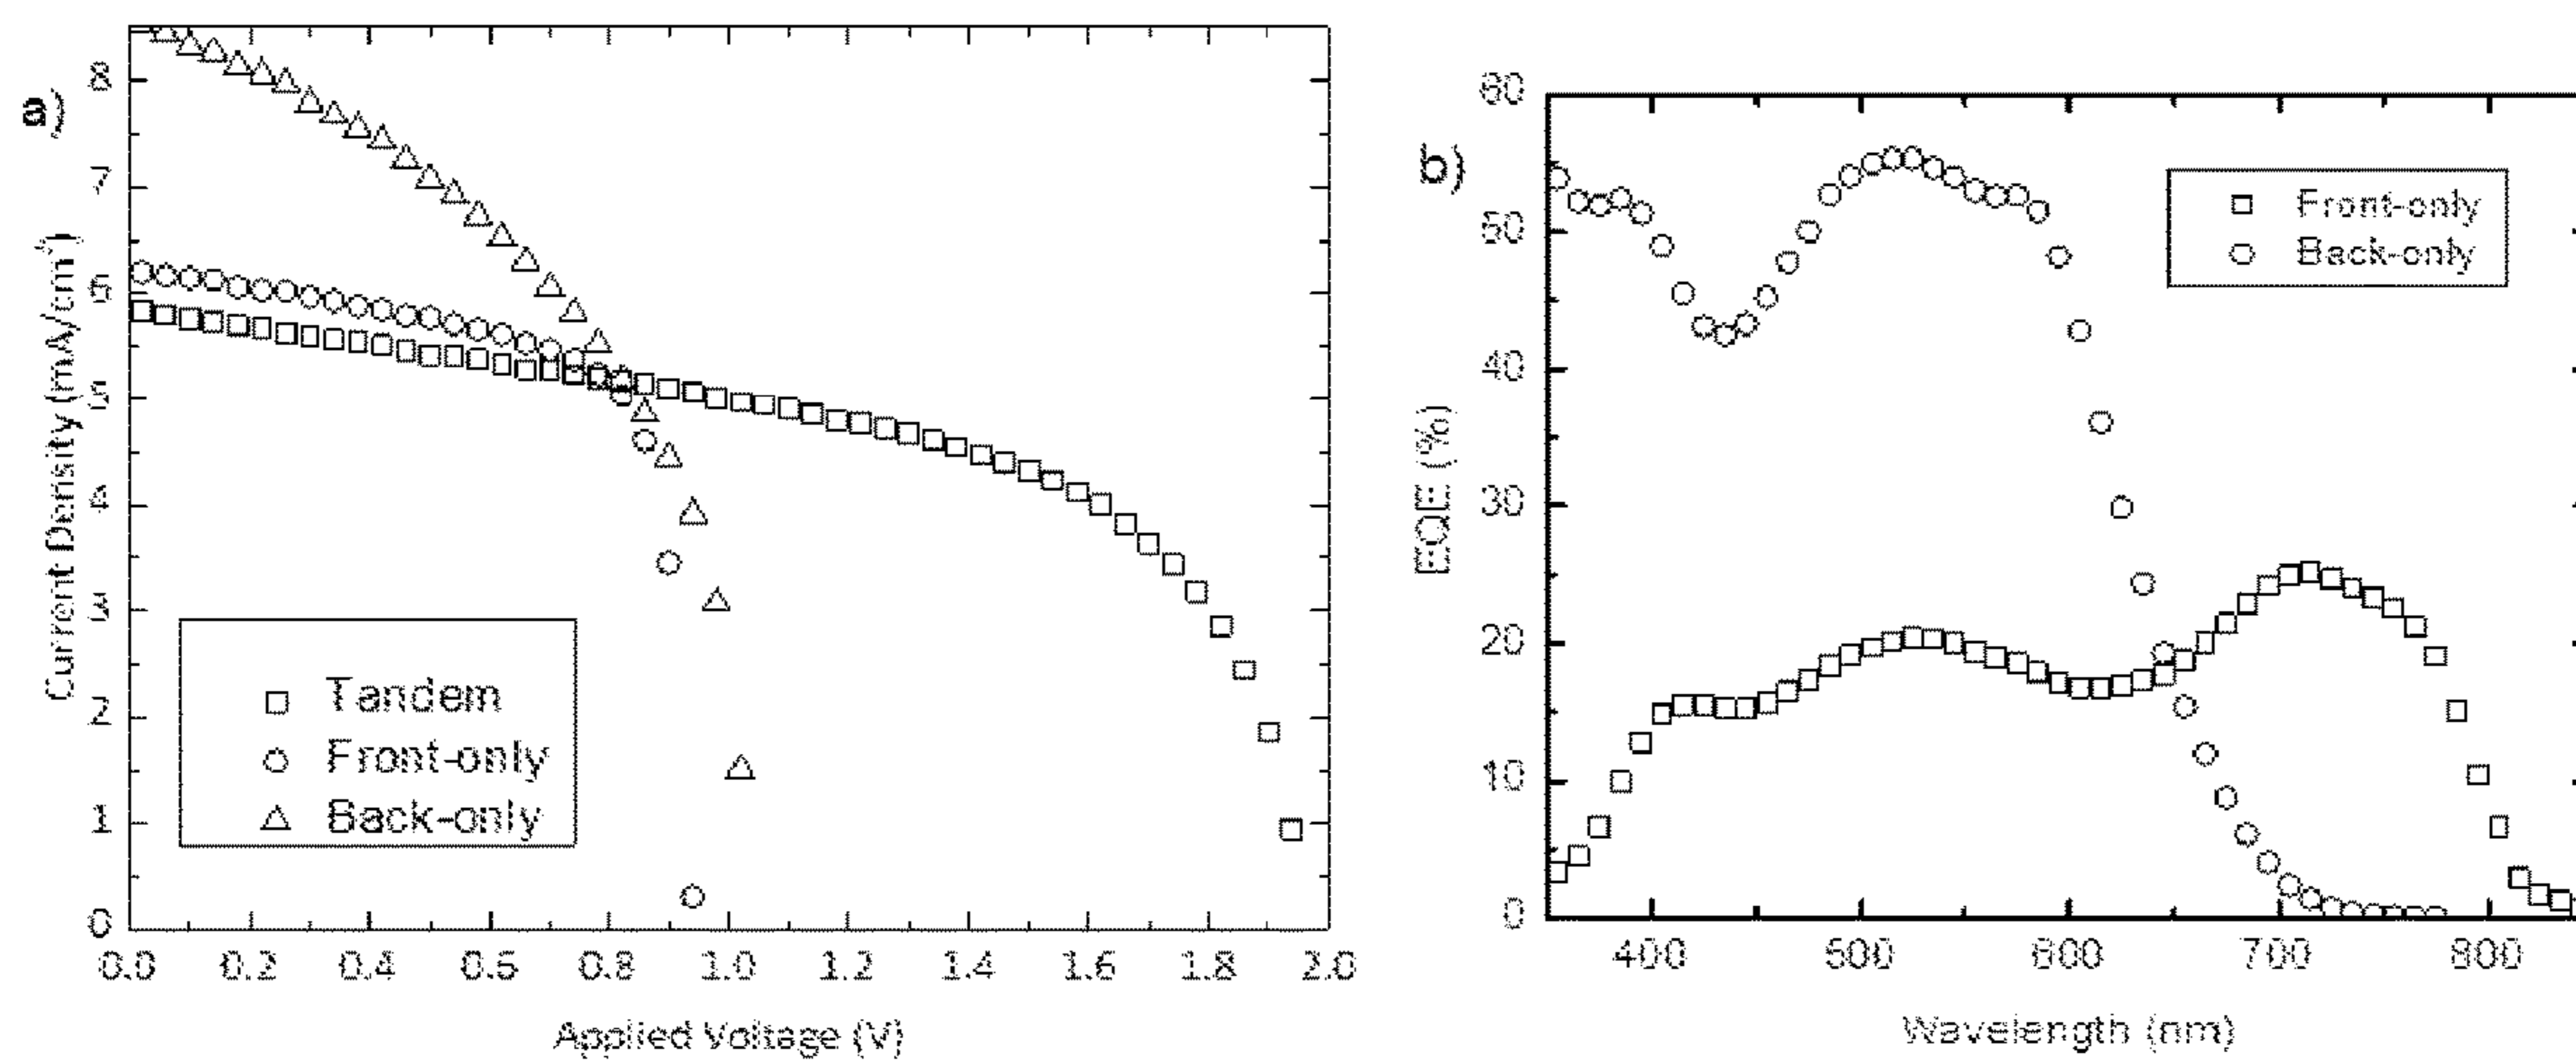 a)
Current Density (mA/cm²)
8
7
6
5
4
3
2
1
0
Tandem
Front-only
Back-only
0.0 0.2 0.4 0.6 0.8 1.0 1.2 1.4 1.6 1.8 2.0
Applied Voltage (V)
b)
EQE (%)
60
50
40
30
20
10
0
Front-only
Back-only
400 500 600 700 800
Wavelength (nm)